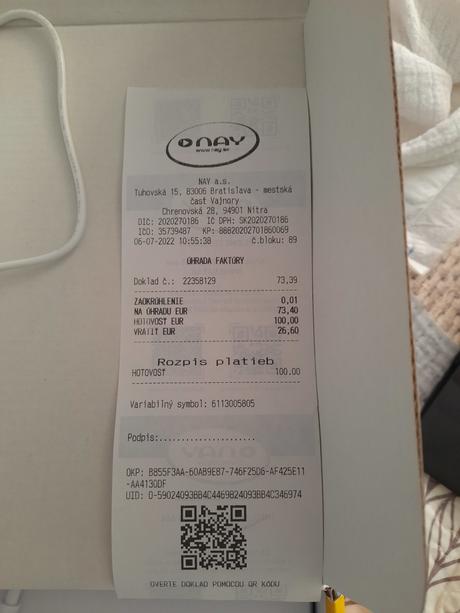 NAY
www.nay.sk
NAY a.s.
Tuhovská 15, 83006 Bratislava - mestská
časť Vajnory
Chrenovská 28, 94901 Nitra
DIČ: 2020270186 IČ DPH: SK2020270186
IČO: 35739487 KP: 88820202701860069
06-07-2022 10:55:38 č.bloku: 89
ÚHRADA FAKTÚRY
Doklad č.: 22358129 73,39
ZAOKRÚHLENIE 0,01
NA ÚHRADU EUR 73,40
HOTOVOSŤ EUR 100,00
VRÁTIŤ EUR 26,60
Rozpis platieb
HOTOVOSŤ 100.00
Variabilný symbol: 6113005805
Podpis:......................
OKP: B855F3AA-60AB9E87-746F25D6-AF425E11
-AA4130DF
UID: O-59024093BB4C4469824093BB4C346974
OVERTE DOKLAD POMOCOU QR KÓDU